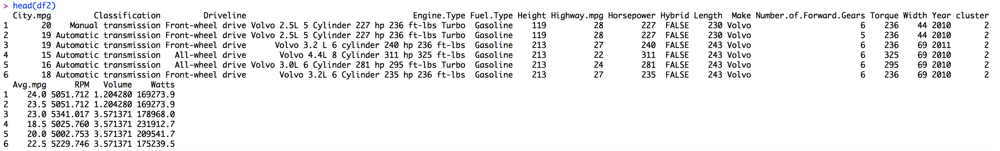 > head(df2)
City.mpg Classification Driveline Engine.Type Fuel.Type Height Highway.mpg Horsepower Hybrid Length Make Number.of.Forward.Gears Torque Width Year cluster
1 20 Manual transmission Front-wheel drive Volvo 2.5L 5 Cylinder 227 hp 236 ft-lbs Turbo Gasoline 119 28 227 FALSE 230 Volvo 6 236 44 2010 2
2 19 Automatic transmission Front-wheel drive Volvo 2.5L 5 Cylinder 227 hp 236 ft-lbs Turbo Gasoline 119 28 227 FALSE 230 Volvo 5 236 44 2010 2
3 19 Automatic transmission Front-wheel drive Volvo 3.2 L 6 cylinder 240 hp 236 ft-lbs Gasoline 213 27 240 FALSE 243 Volvo 6 236 69 2011 2
4 15 Automatic transmission All-wheel drive Volvo 4.4L 8 Cylinder 311 hp 325 ft-lbs Gasoline 213 22 311 FALSE 243 Volvo 6 325 69 2010 2
5 16 Automatic transmission All-wheel drive Volvo 3.0L 6 Cylinder 281 hp 295 ft-lbs Turbo Gasoline 213 24 281 FALSE 243 Volvo 6 295 69 2010 2
6 18 Automatic transmission Front-wheel drive Volvo 3.2L 6 Cylinder 235 hp 236 ft-lbs Gasoline 213 27 235 FALSE 243 Volvo 6 236 69 2010 2
Avg.mpg RPM Volume Watts
1 24.0 5051.712 1.204280 169273.9
2 23.5 5051.712 1.204280 169273.9
3 23.0 5341.017 3.571371 178968.0
4 18.5 5025.760 3.571371 231912.7
5 20.0 5002.753 3.571371 209541.7
6 22.5 5229.746 3.571371 175239.5